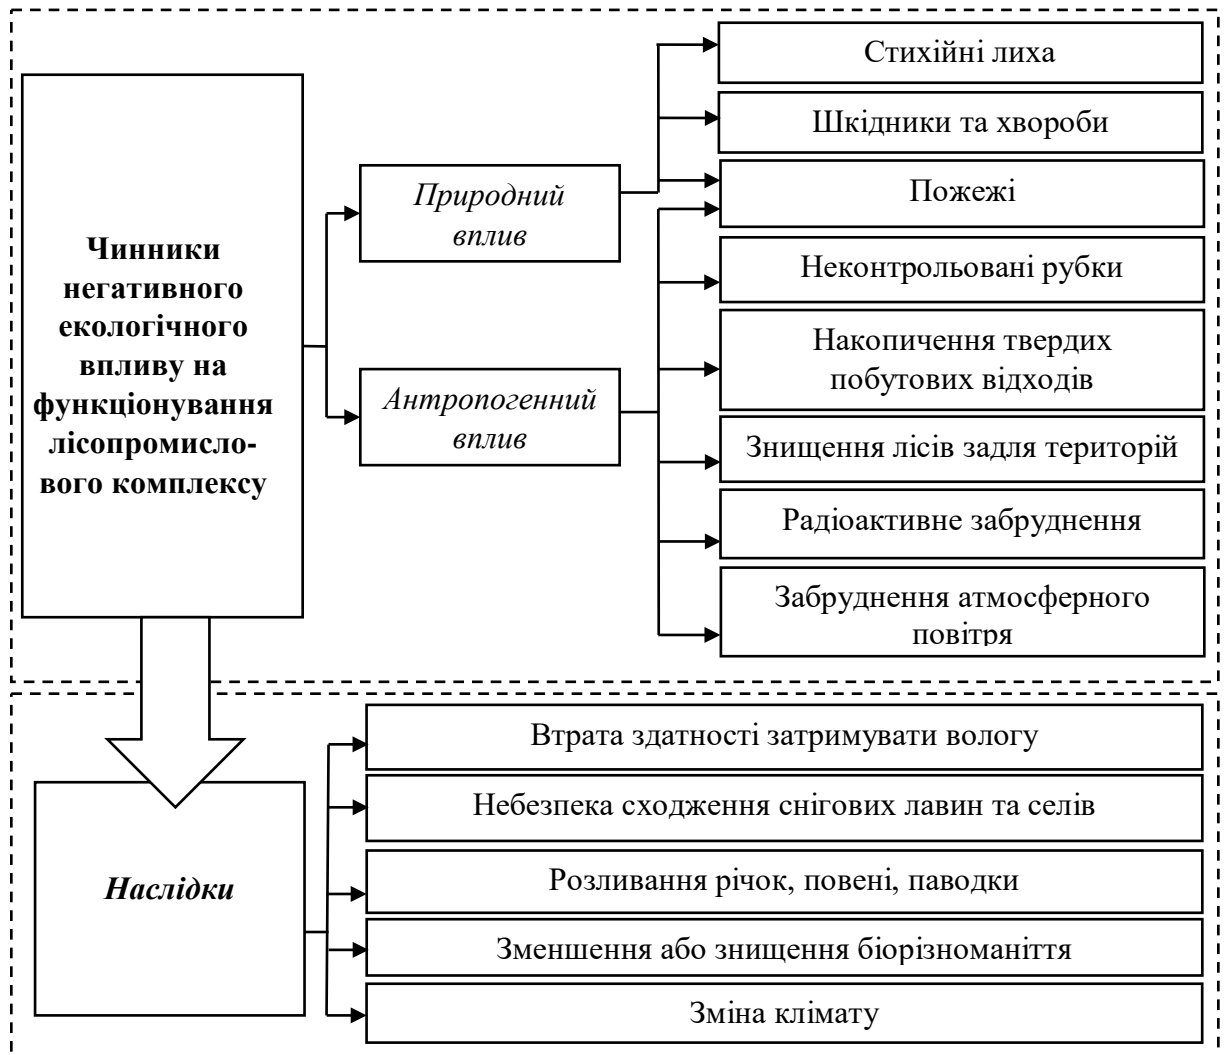 Стихійні лиха
Шкідники та хвороби
Природний
вплив
Пожежі
Чинники
негативного
екологічного
впливу на
функціонування
лісопромисло-
вого комплексу
Неконтрольовані рубки
Накопичення твердих
побутових відходів
Антропогенний
вплив
Знищення лісів задля територій
Радіоактивне забруднення
Забруднення атмосферного
повітря
Наслідки
Втрата здатності затримувати вологу
Небезпека сходження снігових лавин та селів
Розливання річок, повені, паводки
Зменшення або знищення біорізноманіття
Зміна клімату